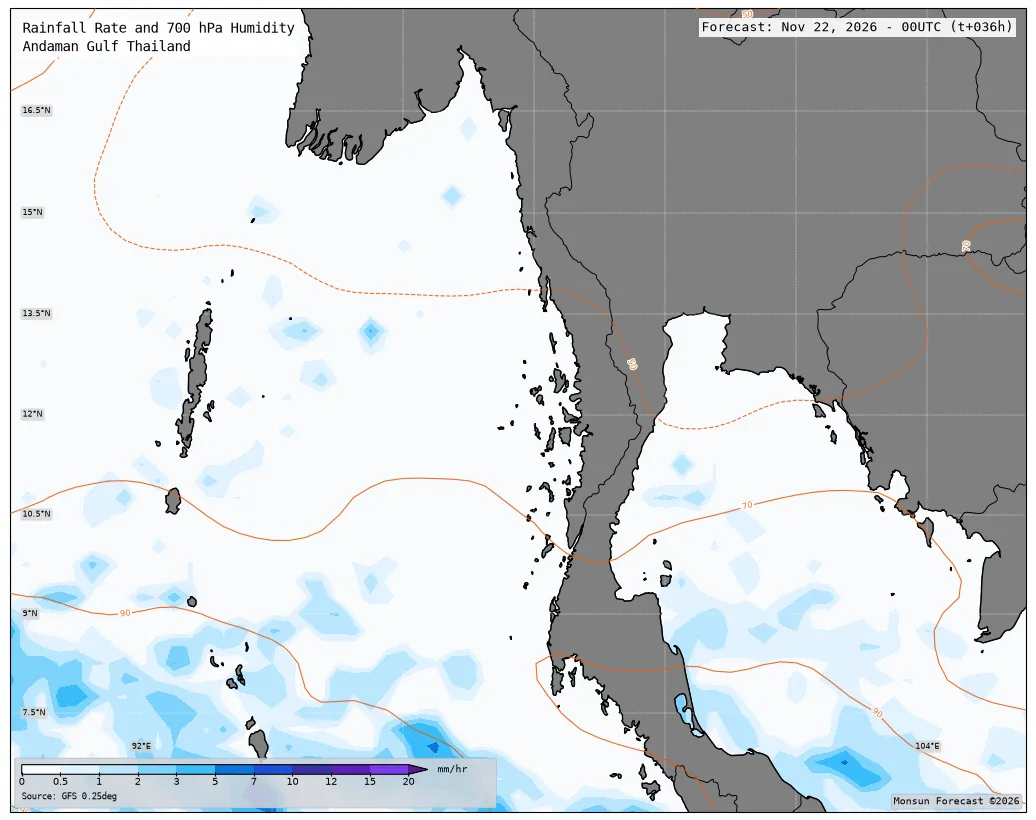 Rainfall Rate and 700 hPa Humidity
Andaman Gulf Thailand
Forecast: Nov 22, 2026 - 00UTC (t+036h)
50
16.5°N
15°N
70
13.5°N
50
12°N
70
10.5°N
9°N
90
90
7.5°N
92°E
104°E
0 0.5 1 2 3 5 7 10 12 15 20 mm/hr
Source: GFS 0.25deg
Monsun Forecast ©2026